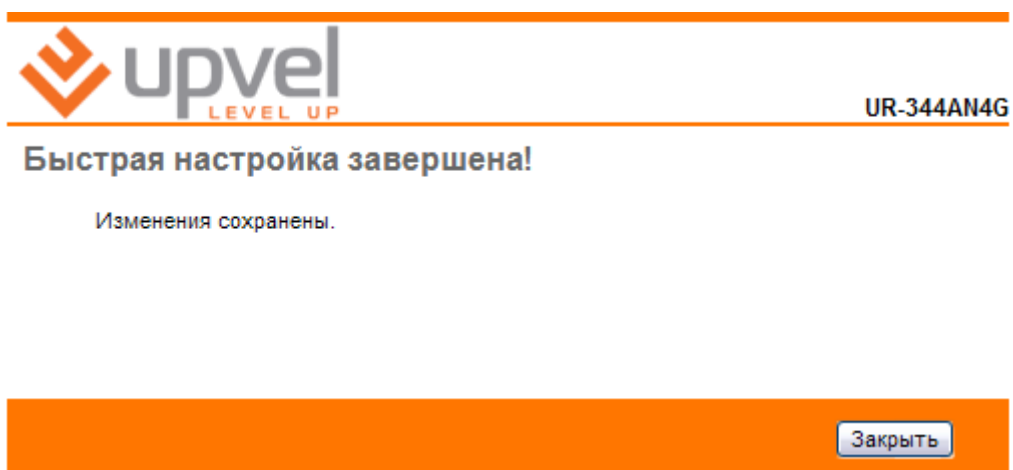 upvel
LEVEL UP
UR-344AN4G
Быстрая настройка завершена!
Изменения сохранены.
Закрыть